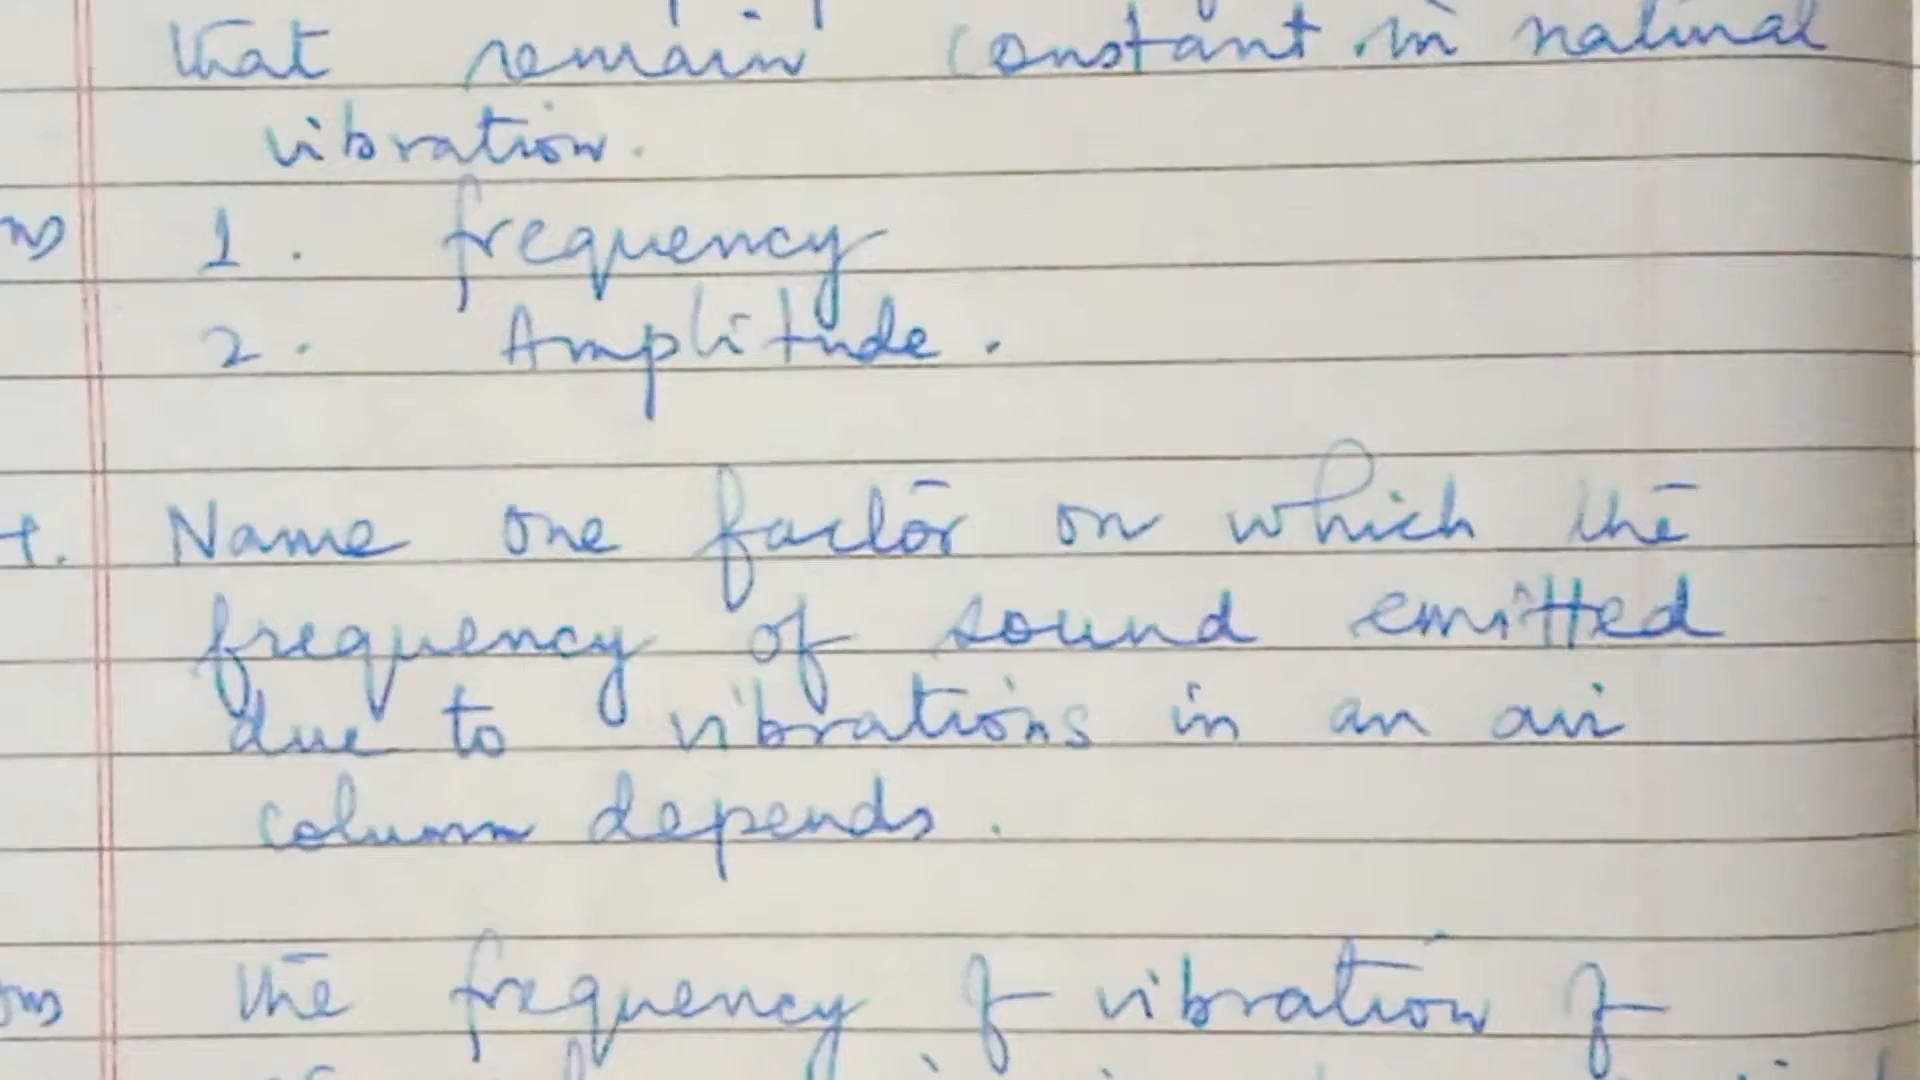 that remain constant in natural
vibration.
1. frequency
2. Amplitude.
Name one factor on which the
frequency of sound emitted
due to vibrations in an air
column depends.
the frequency of vibration of